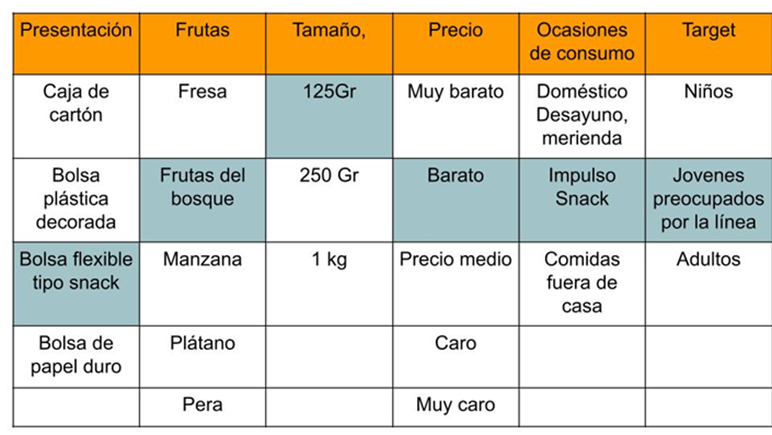 Presentación
Frutas
Tamaño,
Precio
Ocasiones
de consumo
Target
Caja de
cartón
Fresa
125Gr
Muy barato
Doméstico
Desayuno,
merienda
Niños
Bolsa
plástica
decorada
Frutas del
bosque
250 Gr
Barato
Impulso
Snack
Jovenes
preocupados
por la línea
Bolsa flexible
tipo snack
Manzana
1 kg
Precio medio
Comidas
fuera de
casa
Adultos
Bolsa de
papel duro
Plátano
Caro
Pera
Muy caro